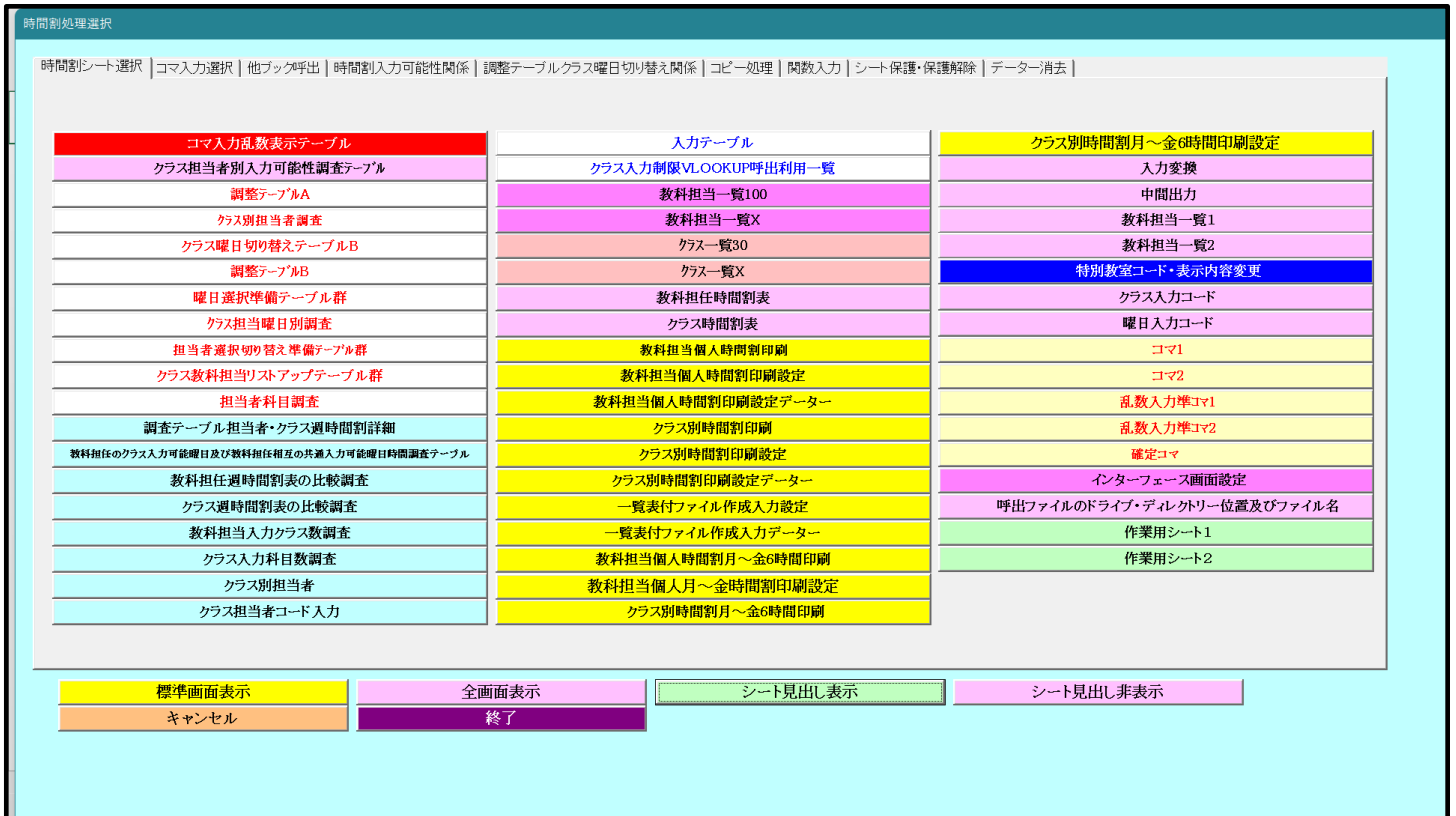 時間割処理選択
時間割シート選択 コマ入力選択 他ブック呼出 時間割入力可能性関係 調整テーブルクラス曜日切り替え関係 コピー処理 関数入力 シート保護・保護解除 データー消去
コマ入力乱数表示テーブル
クラス担当者別入力可能性調査テーブル
調整テーブルA
クラス別担当者調査
クラス曜日切り替えテーブルB
調整テーブルB
曜日選択準備テーブル群
クラス担当曜日別調査
担当者選択切り替え準備テーブル群
クラス教科担当リストアップテーブル群
担当者科目調査
調査テーブル担当者・クラス週時間割詳細
教科担任のクラス入力可能曜日及び教科担任相互の共通入力可能曜日時間調査テーブル
教科担任週時間割表の比較調査
クラス週時間割表の比較調査
教科担当入力クラス数調査
クラス入力科目数調査
クラス別担当者
クラス担当者コード入力
入力テーブル
クラス入力制限VLOOKUP呼出利用一覧
教科担当一覧100
教科担当一覧X
クラス一覧30
クラス一覧X
教科担任時間割表
クラス時間割表
教科担当個人時間割印刷
教科担当個人時間割印刷設定
教科担当個人時間割印刷設定データー
クラス別時間割印刷
クラス別時間割印刷設定
クラス別時間割印刷設定データー
一覧表付ファイル作成入力設定
一覧表付ファイル作成入力データー
教科担当個人時間割月～金6時間印刷
教科担当個人月～金時間割印刷設定
クラス別時間割月～金6時間印刷
クラス別時間割月～金6時間印刷設定
入力変換
中間出力
教科担当一覧1
教科担当一覧2
特別教室コード・表示内容変更
クラス入力コード
曜日入力コード
コマ1
コマ2
乱数入力準コマ1
乱数入力準コマ2
確定コマ
インターフェース画面設定
呼出ファイルのドライブ・ディレクトリー位置及びファイル名
作業用シート1
作業用シート2
標準画面表示 全画面表示 シート見出し表示 シート見出し非表示
キャンセル 終了